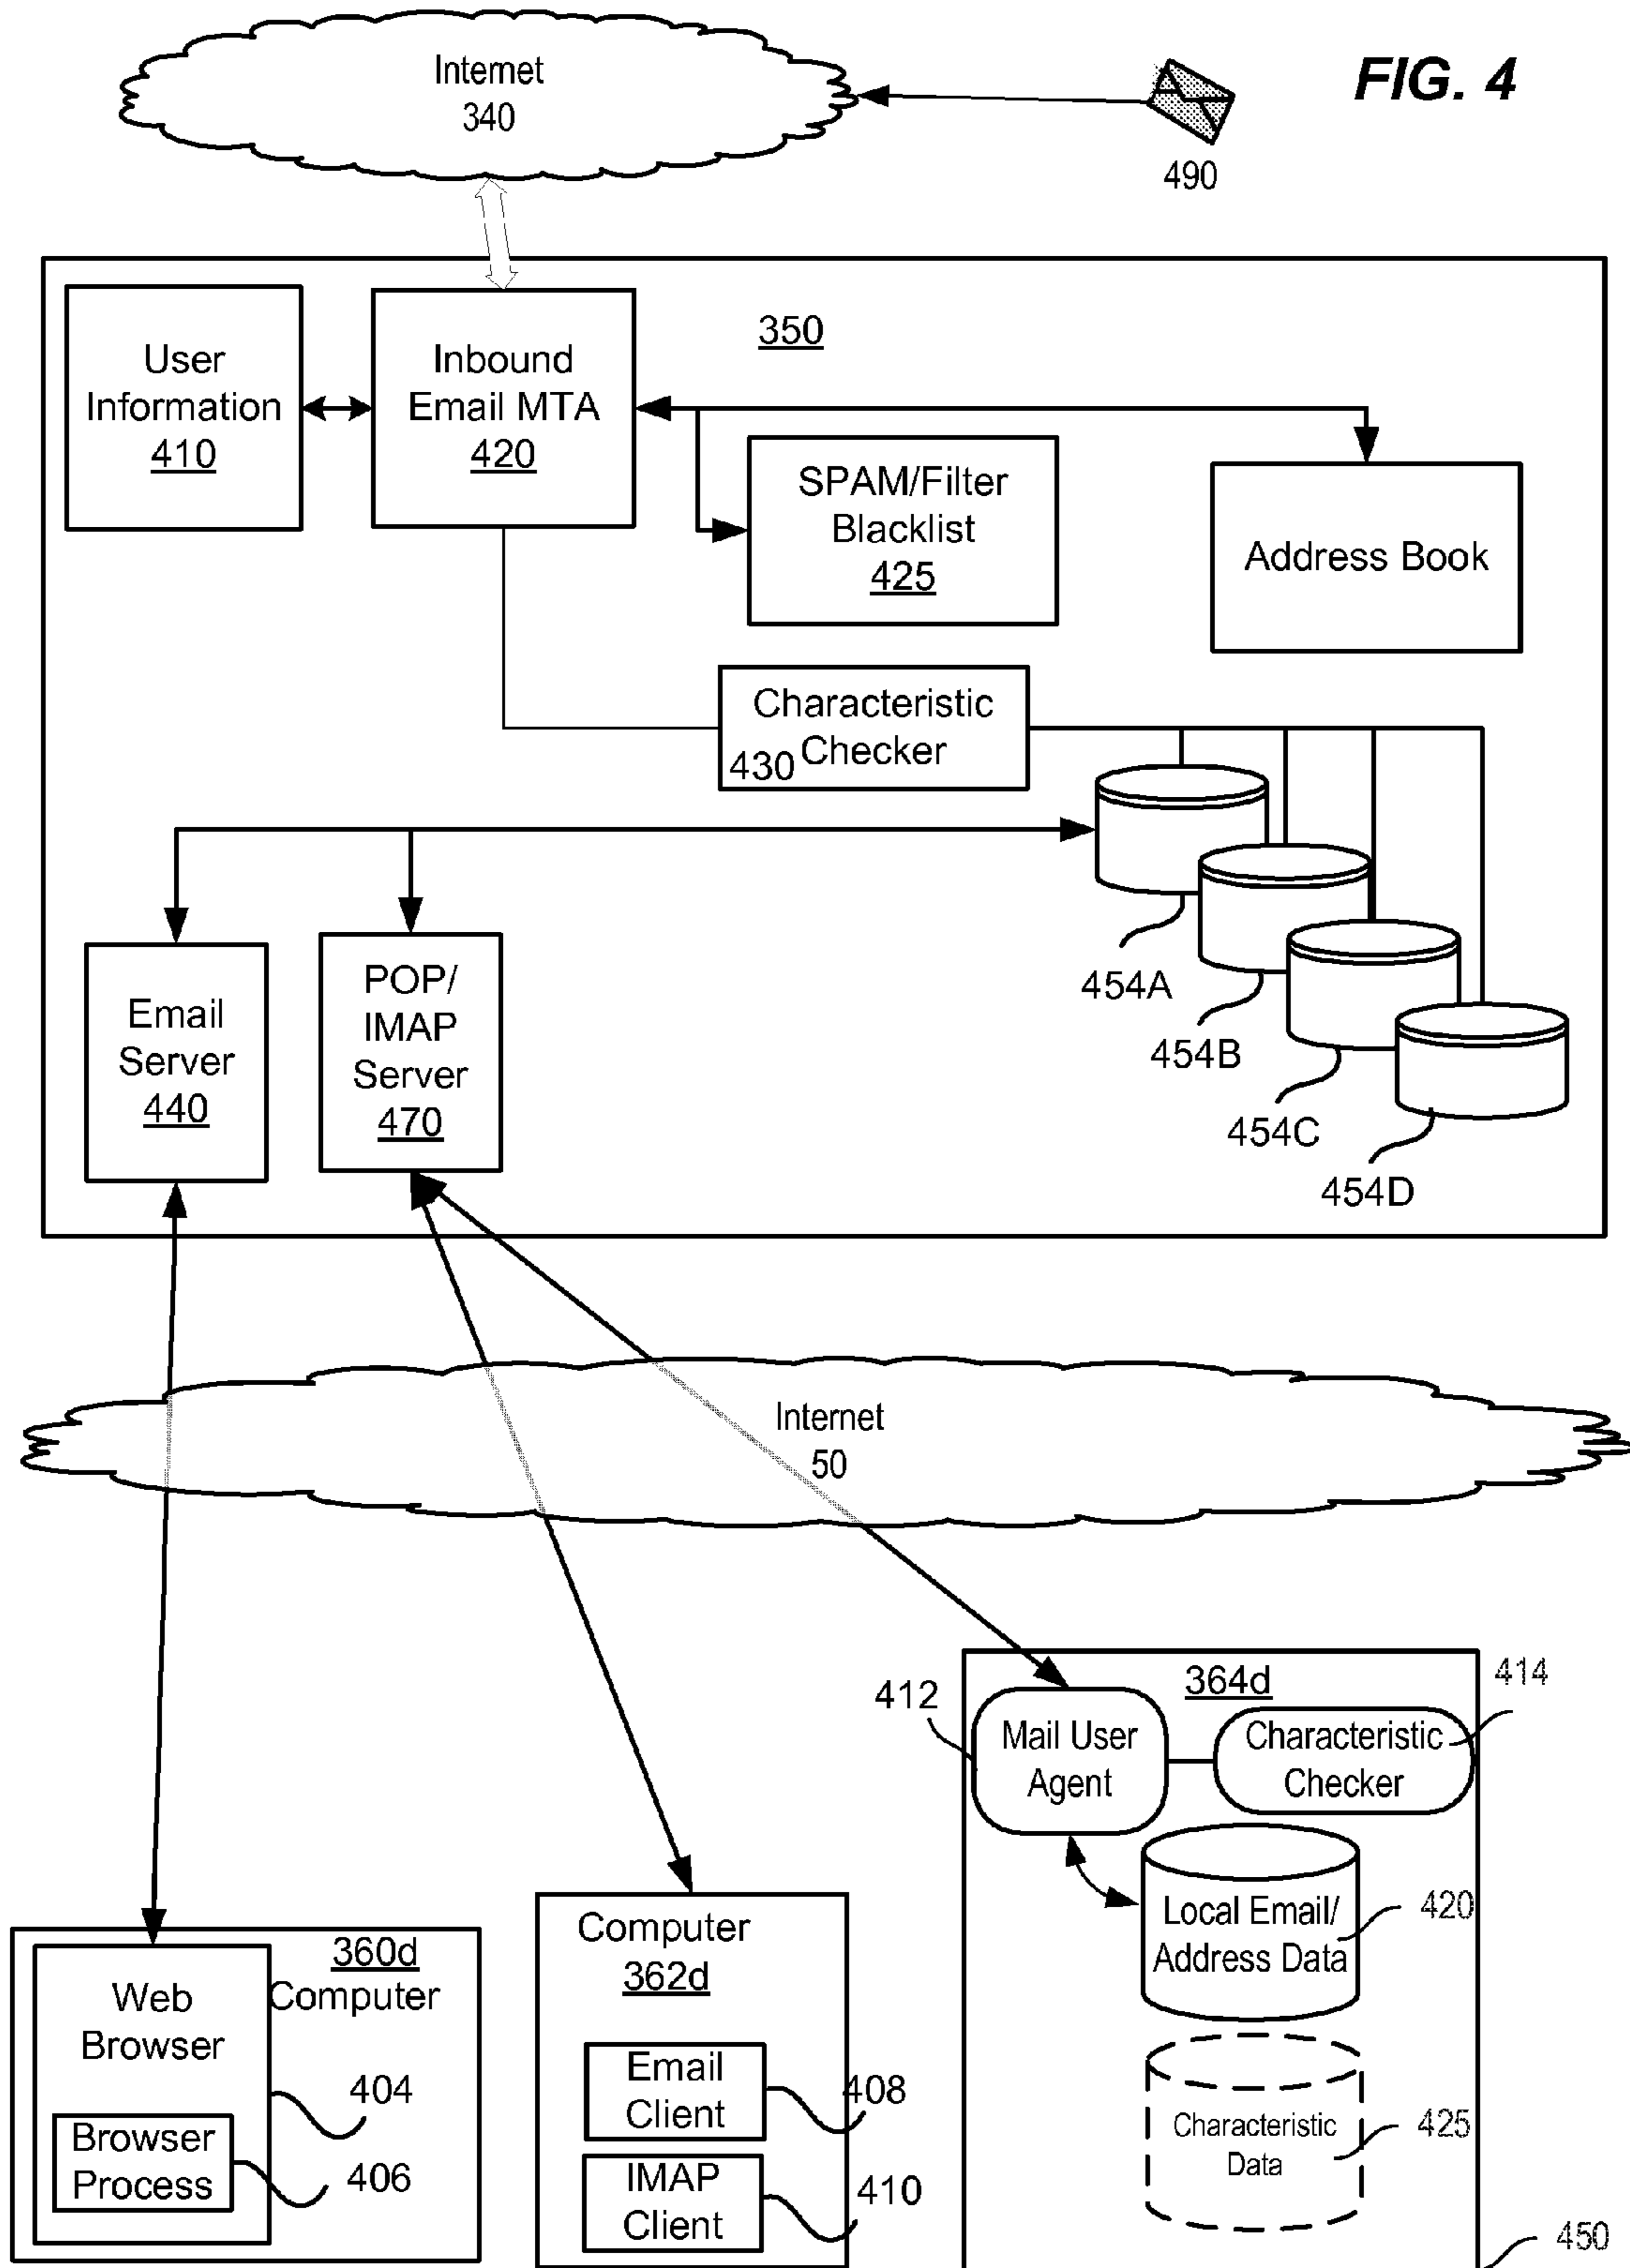 FIG. 4
Internet
340
490
350
User
Information
410
Inbound
Email MTA
420
SPAM/Filter
Blacklist
425
Address Book
Characteristic
Checker
430
454A
454B
454C
454D
Email
Server
440
POP/
IMAP
Server
470
Internet
50
412
364d
414
Mail User
Agent
Characteristic
Checker
Local Email/
Address Data
420
Characteristic
Data
425
450
360d
Computer
Web
Browser
404
Browser
Process
406
Computer
362d
Email
Client
408
IMAP
Client
410